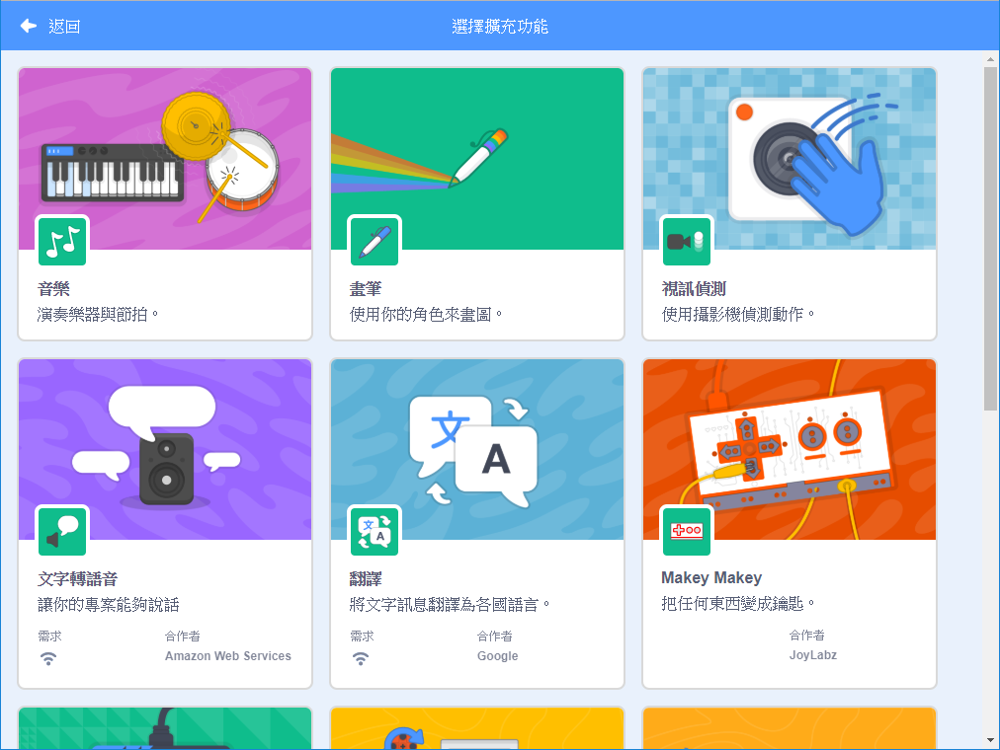 返回
選擇擴充功能
音樂
演奏樂器與節拍。
畫筆
使用你的角色來畫圖。
視訊偵測
使用攝影機偵測動作。
文
A
文
A
文字轉語音
讓你的專案能夠說話
需求
合作者
Amazon Web Services
翻譯
將文字訊息翻譯為各國語言。
需求
合作者
Google
Makey Makey
把任何東西變成鑰匙。
合作者
JoyLabz